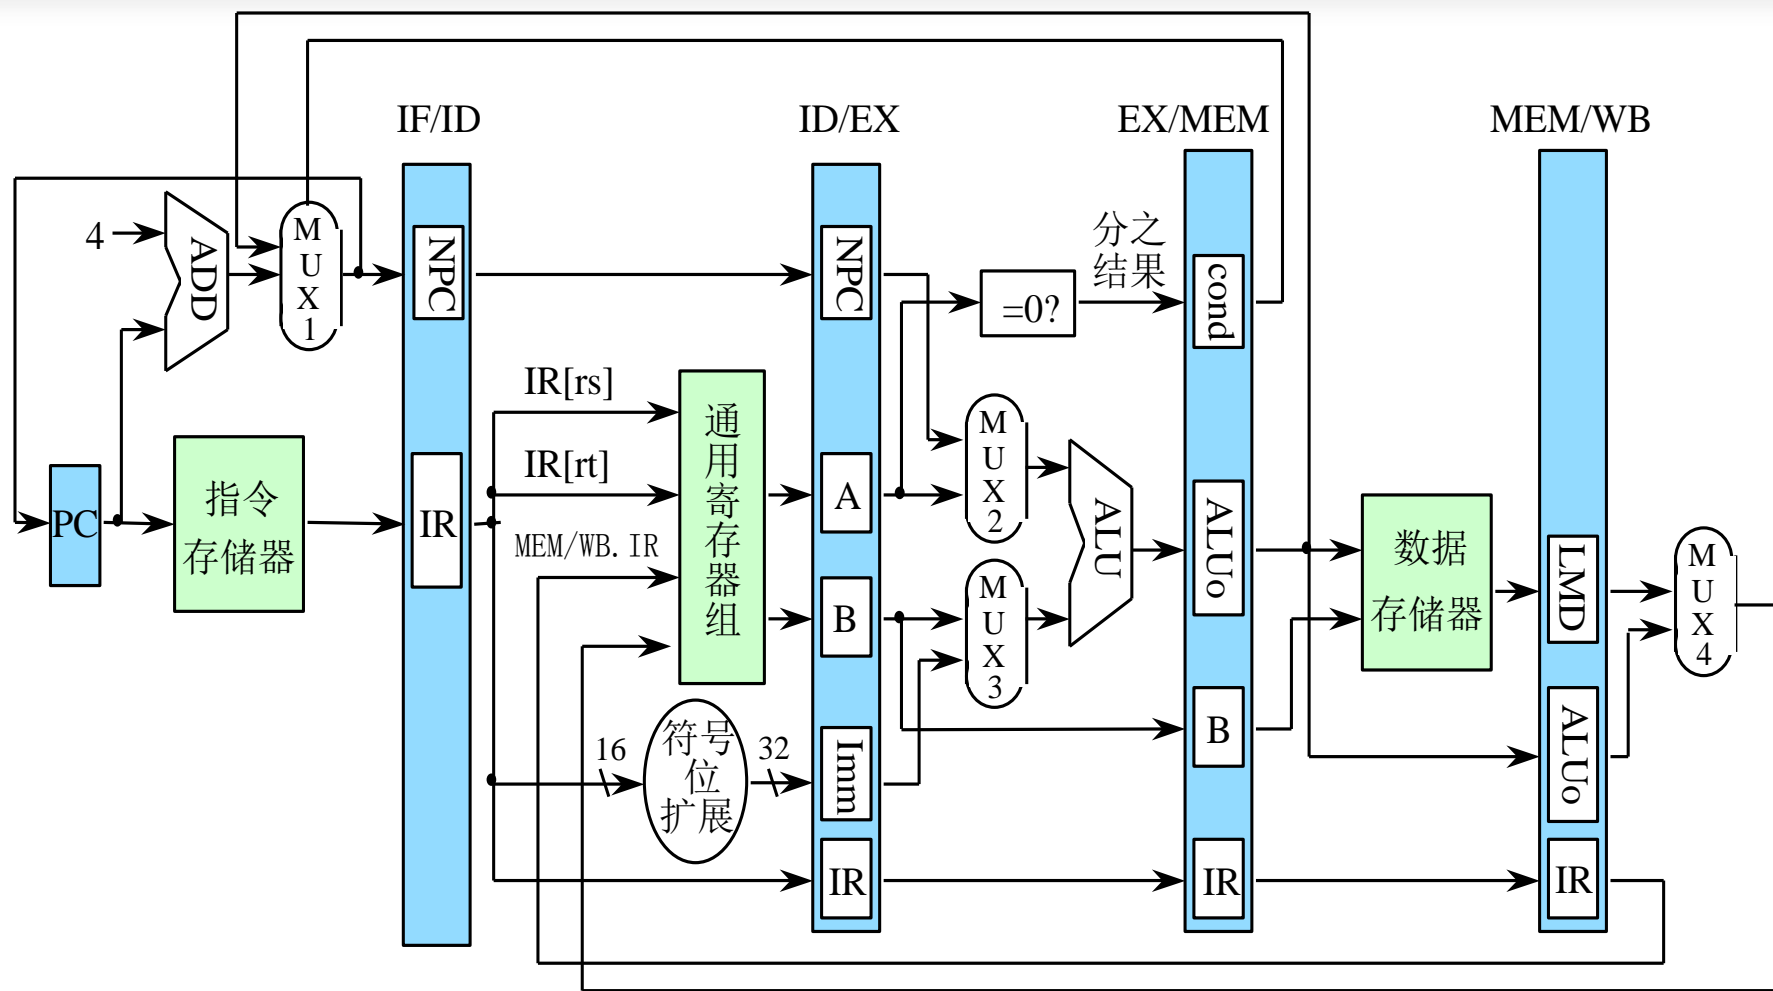 IF/ID
ID/EX
EX/MEM
MEM/WB
4
ADD
M
U
X
1
NPC
NPC
=0?
分之
结果
cond
IR[rs]
IR[rt]
MEM/WB.IR
PC
指令
存储器
IR
通
用
寄
存
器
组
A
B
M
U
X
2
M
U
X
3
ALU
ALUo
B
数据
存储器
LMD
ALUo
M
U
X
4
16
符号
位
扩展
32
Imm
IR
IR
IR